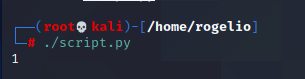 ┌──(root💀kali)-[/home/rogelio]
└─# ./script.py
1